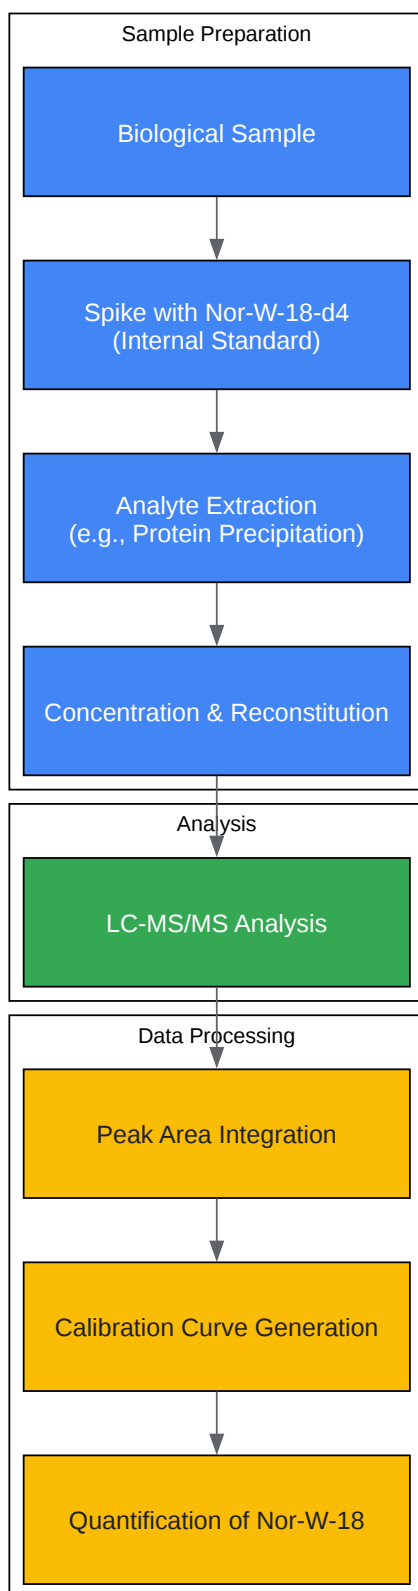 Sample Preparation
Biological Sample
Spike with Nor-W-18-d4
(Internal Standard)
Analyte Extraction
(e.g., Protein Precipitation)
Concentration & Reconstitution
Analysis
LC-MS/MS Analysis
Data Processing
Peak Area Integration
Calibration Curve Generation
Quantification of Nor-W-18